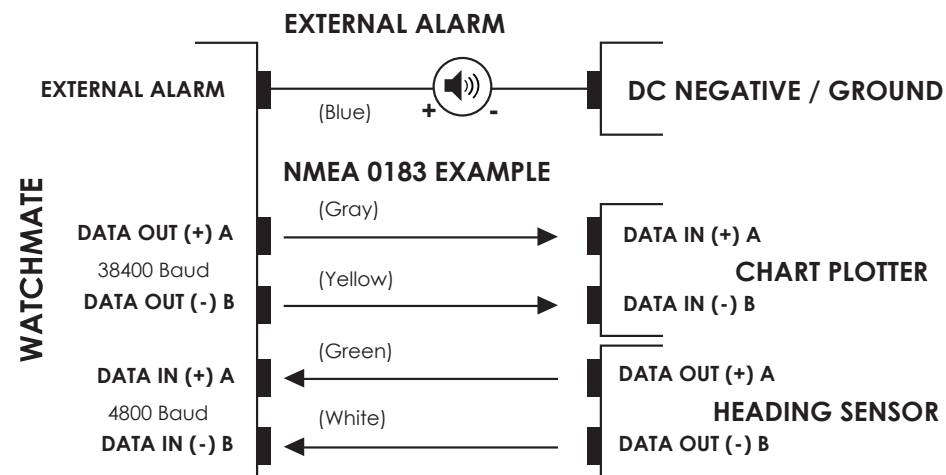 EXTERNAL ALARM
EXTERNAL ALARM
(Blue)
+
-
DC NEGATIVE / GROUND
NMEA 0183 EXAMPLE
WATCHMATE
DATA OUT (+) A
(Gray)
DATA IN (+) A
38400 Baud
CHART PLOTTER
DATA OUT (-) B
(Yellow)
DATA IN (-) B
DATA IN (+) A
(Green)
DATA OUT (+) A
4800 Baud
HEADING SENSOR
DATA IN (-) B
(White)
DATA OUT (-) B